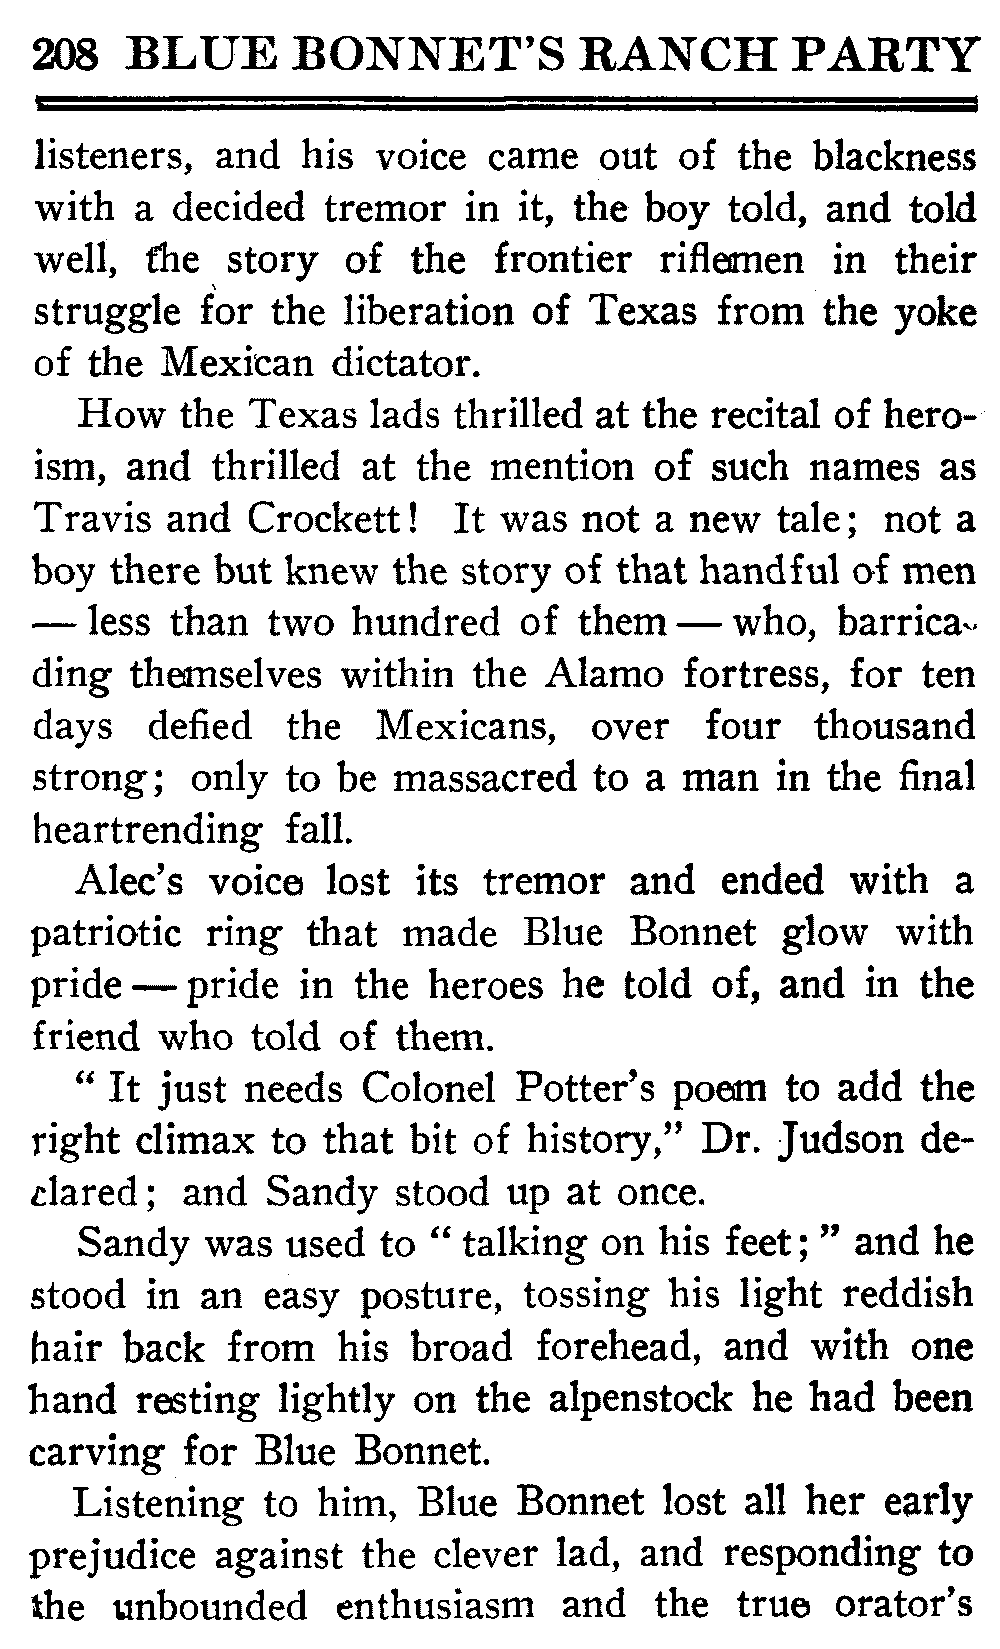 208 BLUE BONNET'S RANCH PARTY
listeners, and his voice came out of the blackness
with a decided tremor in it, the boy told, and told
well, the story of the frontier riflemen in their
struggle for the liberation of Texas from the yoke
of the Mexican dictator.
How the Texas lads thrilled at the recital of hero-
ism, and thrilled at the mention of such names as
Travis and Crockett! It was not a new tale; not a
boy there but knew the story of that handful of men
— less than two hundred of them — who, barrica-
ding themselves within the Alamo fortress, for ten
days defied the Mexicans, over four thousand
strong; only to be massacred to a man in the final
heartrending fall.
Alec's voice lost its tremor and ended with a
patriotic ring that made Blue Bonnet glow with
pride — pride in the heroes he told of, and in the
friend who told of them.
" It just needs Colonel Potter's poem to add the
right climax to that bit of history," Dr. Judson de-
clared; and Sandy stood up at once.
Sandy was used to " talking on his feet; " and he
stood in an easy posture, tossing his light reddish
hair back from his broad forehead, and with one
hand resting lightly on the alpenstock he had been
carving for Blue Bonnet.
Listening to him, Blue Bonnet lost all her early
prejudice against the clever lad, and responding to
the unbounded enthusiasm and the true orator's